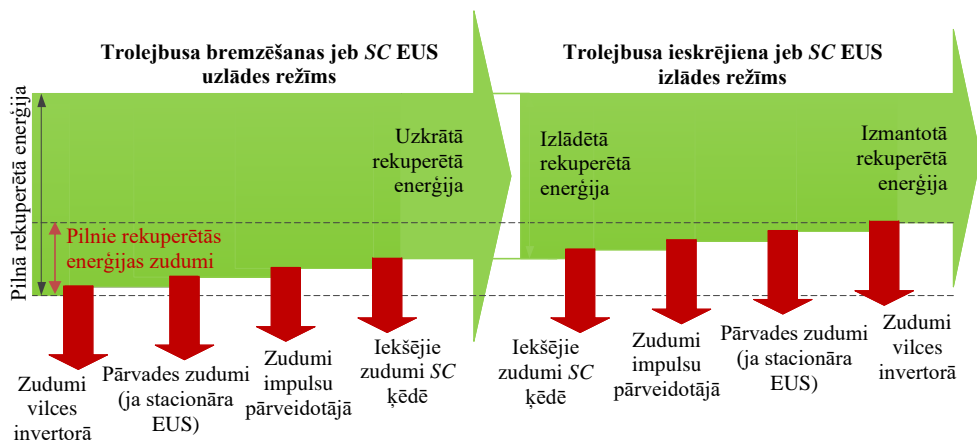 Trolejbusa bremzēšanas jeb SC EUS
uzlādes režīms
Trolejbusa ieskrējiena jeb SC EUS
izlādes režīms
Pilnā rekuperētā enerģija
Uzkrātā
rekuperētā
enerģija
Izlādētā
rekuperētā
enerģija
Izmantotā
rekuperētā
enerģija
Pilnie rekuperētās
enerģijas zudumi
Zudumi
vilces
invertorā
Pārvades zudumi
(ja stacionāra
EUS)
Zudumi
impulsu
pārveidotājā
Iekšējie
zudumi SC
ķēdē
Iekšējie
zudumi SC
ķēdē
Zudumi
impulsu
pārveidotājā
Pārvades zudumi
(ja stacionāra
EUS)
Zudumi
vilces
invertorā